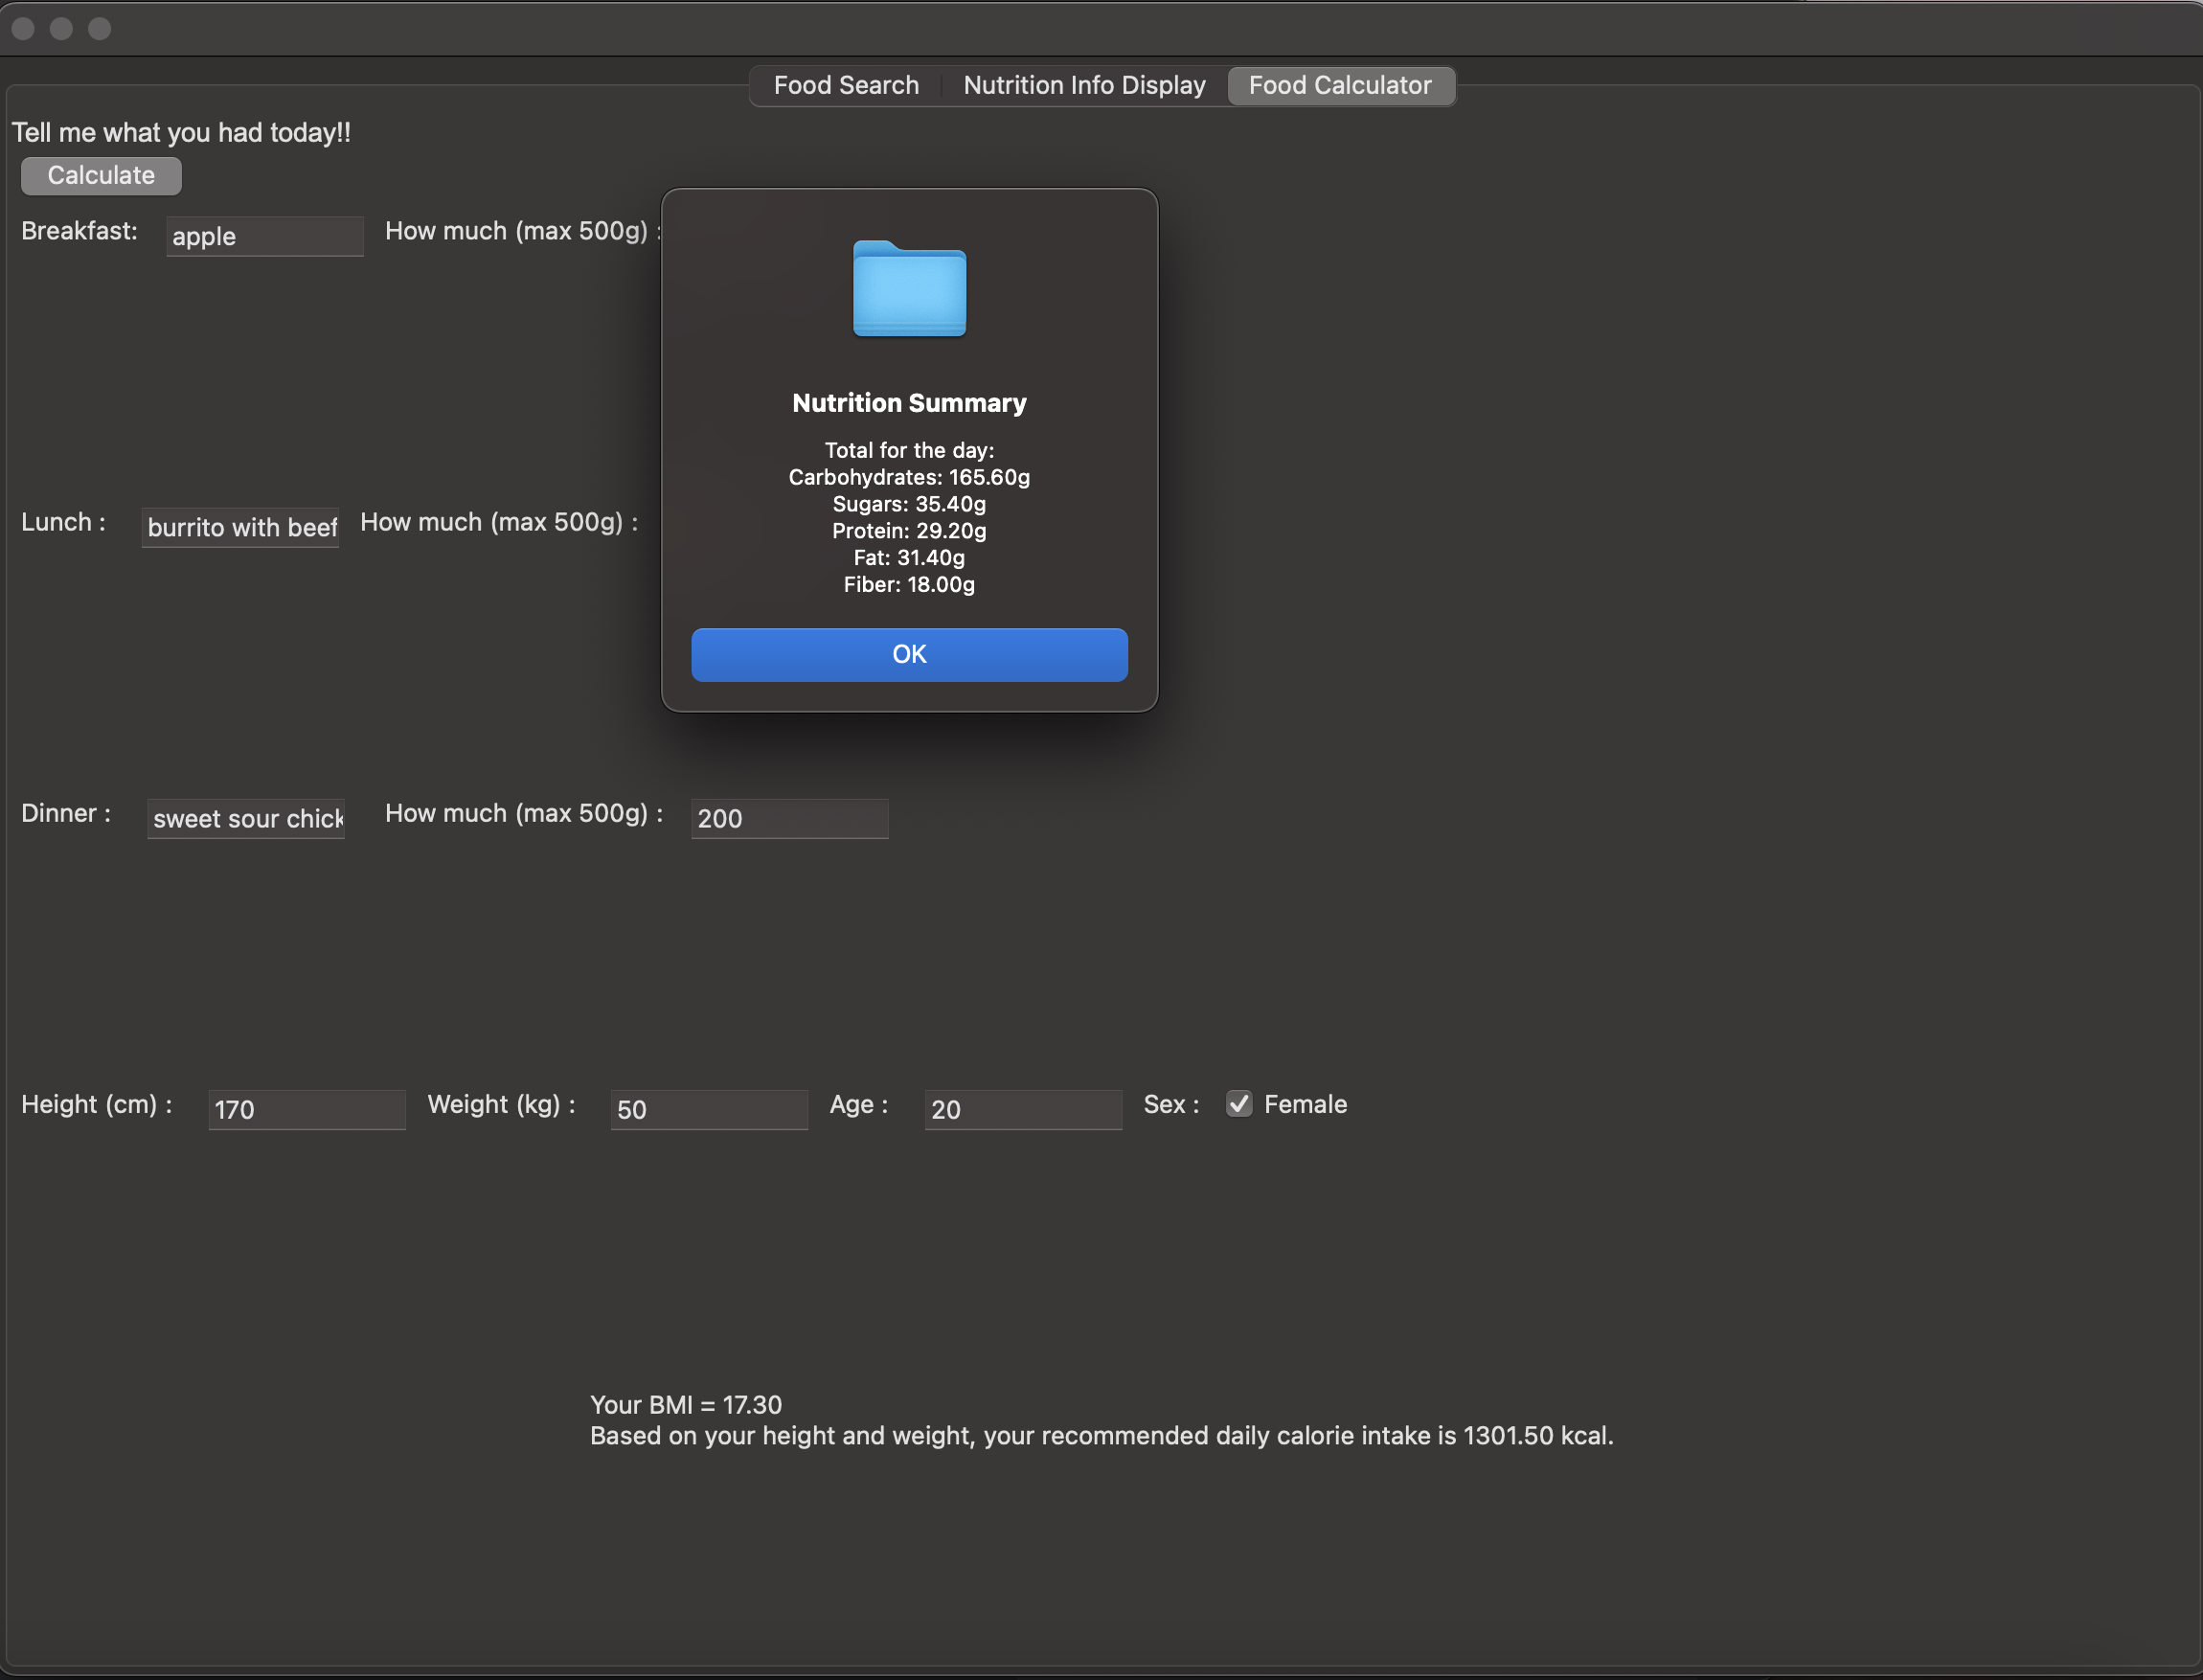 Food Search Nutrition Info Display Food Calculator
Tell me what you had today!!
Calculate
Breakfast: apple How much (max 500g) :
Lunch : burrito with beef How much (max 500g) :
Nutrition Summary
Total for the day:
Carbohydrates: 165.60g
Sugars: 35.40g
Protein: 29.20g
Fat: 31.40g
Fiber: 18.00g
OK
Dinner : sweet sour chick How much (max 500g) : 200
Height (cm) : 170 Weight (kg) : 50 Age : 20 Sex : Female
Your BMI = 17.30
Based on your height and weight, your recommended daily calorie intake is 1301.50 kcal.